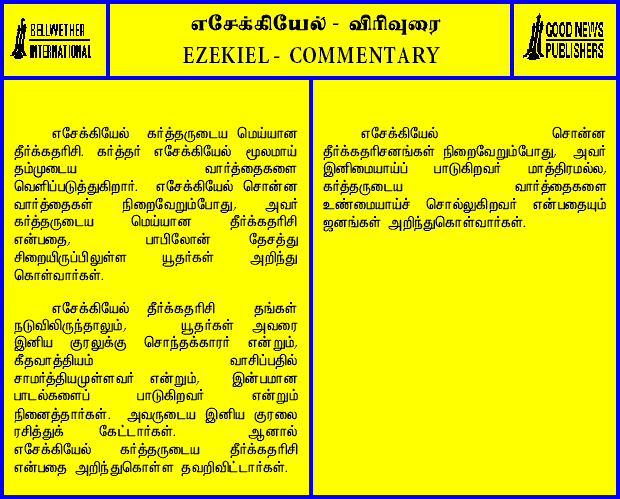 BELLWETHER
INTERNATIONAL
எசேக்கியேல் - விரிவுரை
EZEKIEL - COMMENTARY
GOOD NEWS
PUBLISHERS
எசேக்கியேல் கர்த்தருடைய மெய்யான
தீர்க்கதரிசி. கர்த்தர் எசேக்கியேல் மூலமாய்
தம்முடைய வார்த்தைகளை
வெளிப்படுத்துகிறார். எசேக்கியேல் சொன்ன
வார்த்தைகள் நிறைவேறும்போது, அவர்
கர்த்தருடைய மெய்யான தீர்க்கதரிசி
என்பதை, பாபிலோன் தேசத்து
சிறையிருப்பிலுள்ள யூதர்கள் அறிந்து
கொள்வார்கள்.
எசேக்கியேல் தீர்க்கதரிசி தங்கள்
நடுவிலிருந்தாலும், யூதர்கள் அவரை
இனிய குரலுக்கு சொந்தக்காரர் என்றும்,
கீதவாத்தியம் வாசிப்பதில்
சாமர்த்தியமுள்ளவர் என்றும், இன்பமான
பாடல்களைப் பாடுகிறவர் என்றும்
நினைத்தார்கள். அவருடைய இனிய குரலை
ரசித்துக் கேட்டார்கள். ஆனால்
எசேக்கியேல் கர்த்தருடைய தீர்க்கதரிசி
என்பதை அறிந்துகொள்ள தவறிவிட்டார்கள்.
எசேக்கியேல் சொன்ன
தீர்க்கதரிசனங்கள் நிறைவேறும்போது, அவர்
இனிமையாய்ப் பாடுகிறவர் மாத்திரமல்ல,
கர்த்தருடைய வார்த்தைகளை
உண்மையாய்ச் சொல்லுகிறவர் என்பதையும்
ஜனங்கள் அறிந்துகொள்வார்கள்.